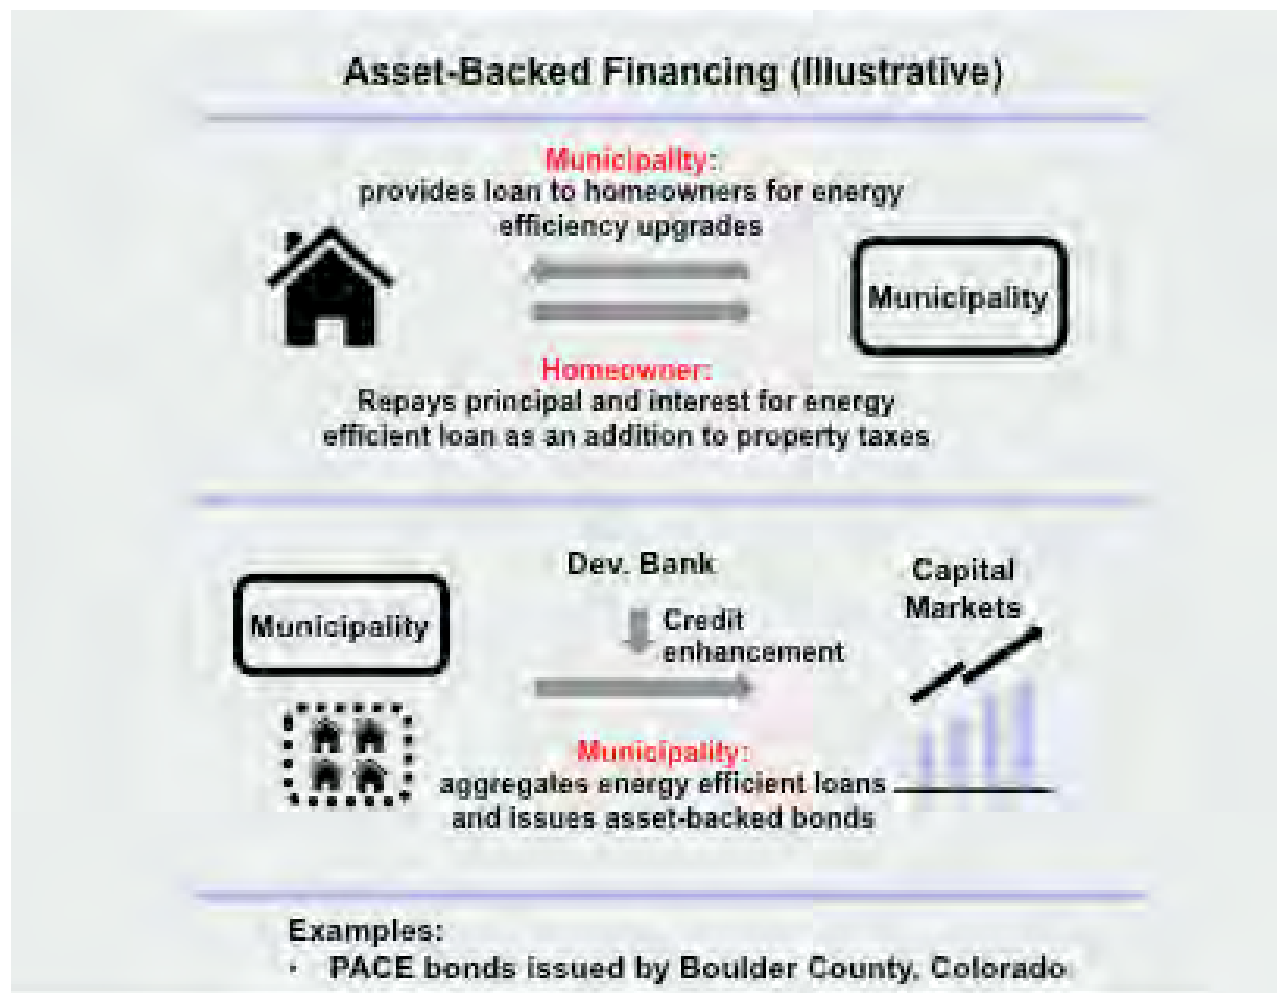 Asset-Backed Financing (Illustrative)
Municipality:
provides loan to homeowners for energy
efficiency upgrades
Municipality
Homeowner:
Repays principal and interest for energy
efficient loan as an addition to property taxes
Dev. Bank
Capital
Markets
Municipality
Credit
enhancement
Municipality:
aggregates energy efficient loans
and issues asset-backed bonds
Examples:
· PACE bonds issued by Boulder County, Colorado